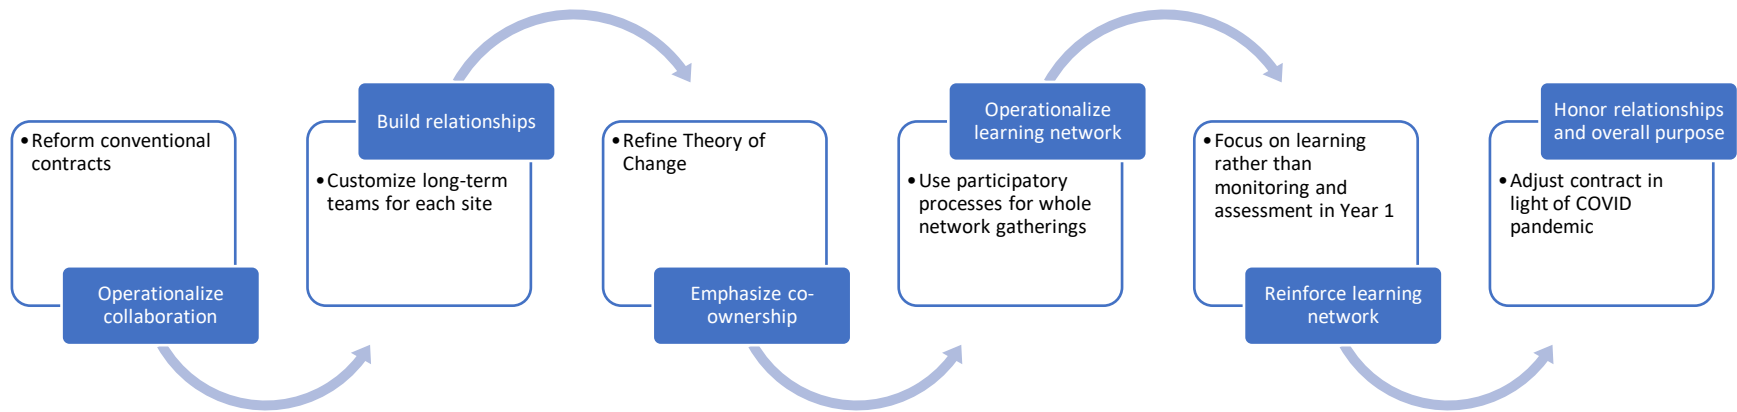 •Reform conventional
contracts
Operationalize
collaboration
Build relationships
•Customize long-term
teams for each site
•Refine Theory of
Change
Emphasize co-
ownership
Operationalize
learning network
•Use participatory
processes for whole
network gatherings
•Focus on learning
rather than
monitoring and
assessment in Year 1
Reinforce learning
network
Honor relationships
and overall purpose
•Adjust contract in
light of COVID
pandemic